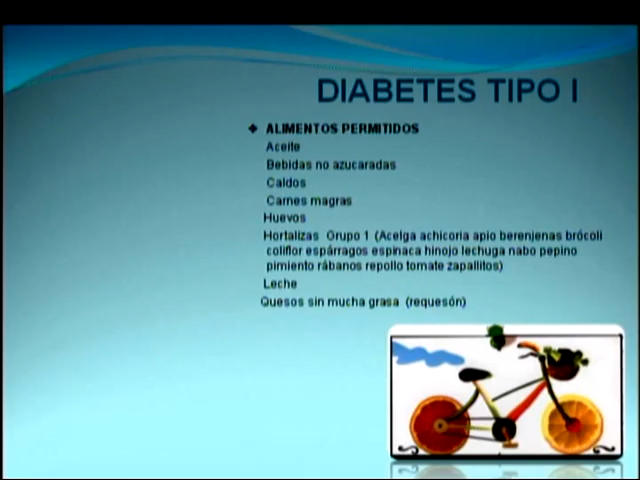 DIABETES TIPO I
❖ ALIMENTOS PERMITIDOS
Aceite
Bebidas no azucaradas
Caldos
Carnes magras
Huevos
Hortalizas Grupo 1 (Acelga achicoria apio berenjenas brócoli
coliflor espárragos espinaca hinojo lechuga nabo pepino
pimiento rábanos repollo tomate zapallitos)
Leche
Quesos sin mucha grasa (requesón)